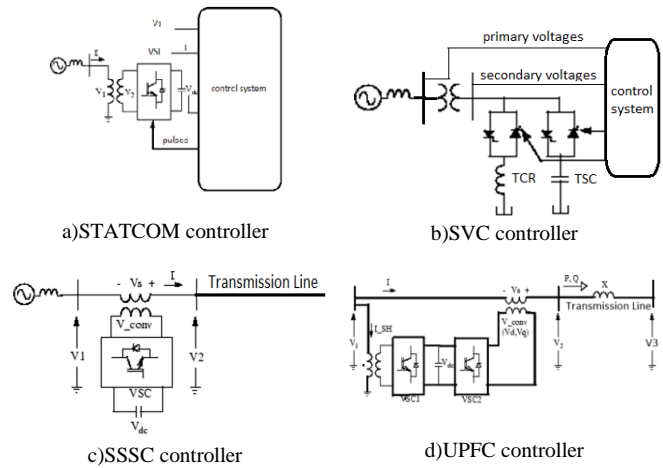 V1
VSI I
I
V1 V2
Vdc
control system
pulses
a)STATCOM controller
primary voltages
secondary voltages
control
system
TCR TSC
b)SVC controller
- Vs + I Transmission Line
V_conv
V1 V2
VSC
Vdc
c)SSSC controller
I - Vs + P, Q X
Transmission Line
I_SH V_conv
(Vd,Vq)
V1 Vdc V2 V3
VSC1 VSC2
d)UPFC controller